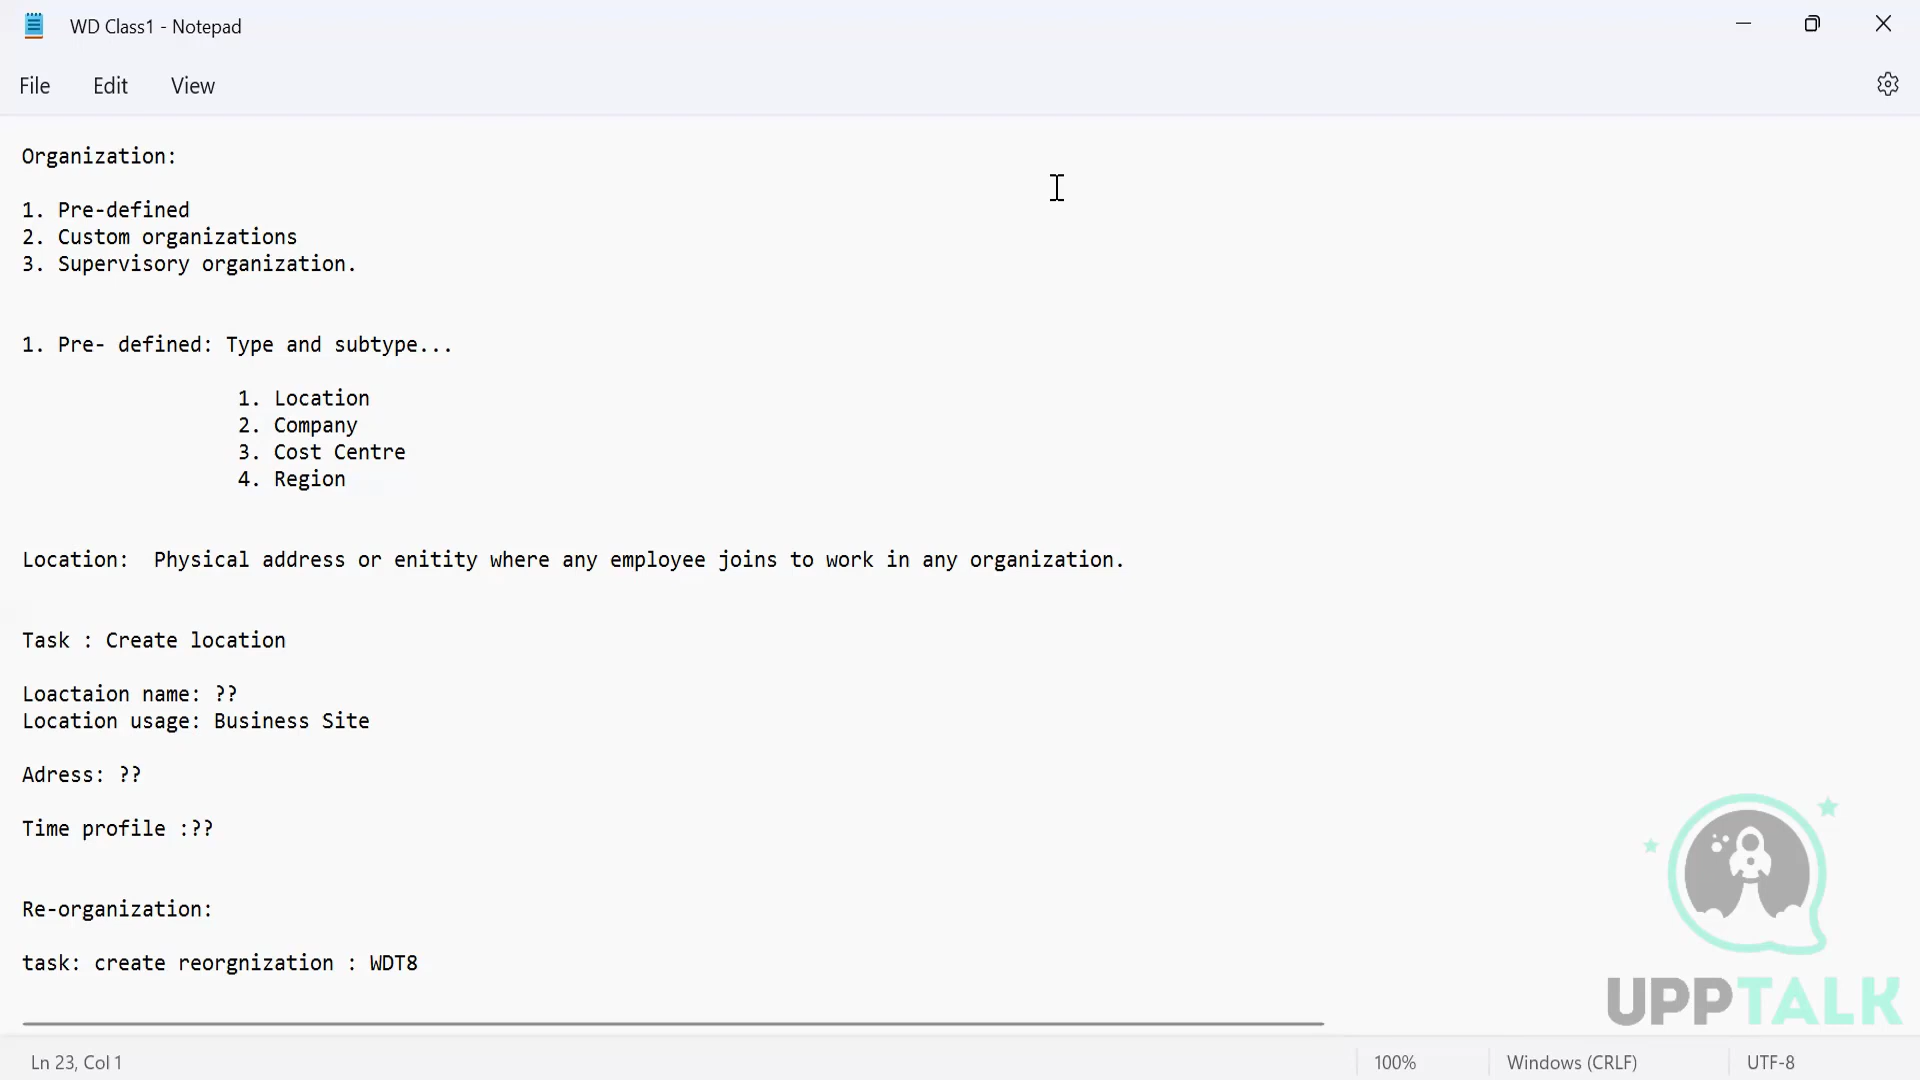 WD Class1 - Notepad
File Edit View
Organization:
1. Pre-defined
2. Custom organizations
3. Supervisory organization.
1. Pre- defined: Type and subtype...
1. Location
2. Company
3. Cost Centre
4. Region
Location:  Physical address or enitity where any employee joins to work in any organization.
Task : Create location
Loactaion name: ??
Location usage: Business Site
Adress: ??
Time profile :??
Re-organization:
task: create reorgnization : WDT8
UPPTALK
Ln 23, Col 1 100% Windows (CRLF) UTF-8